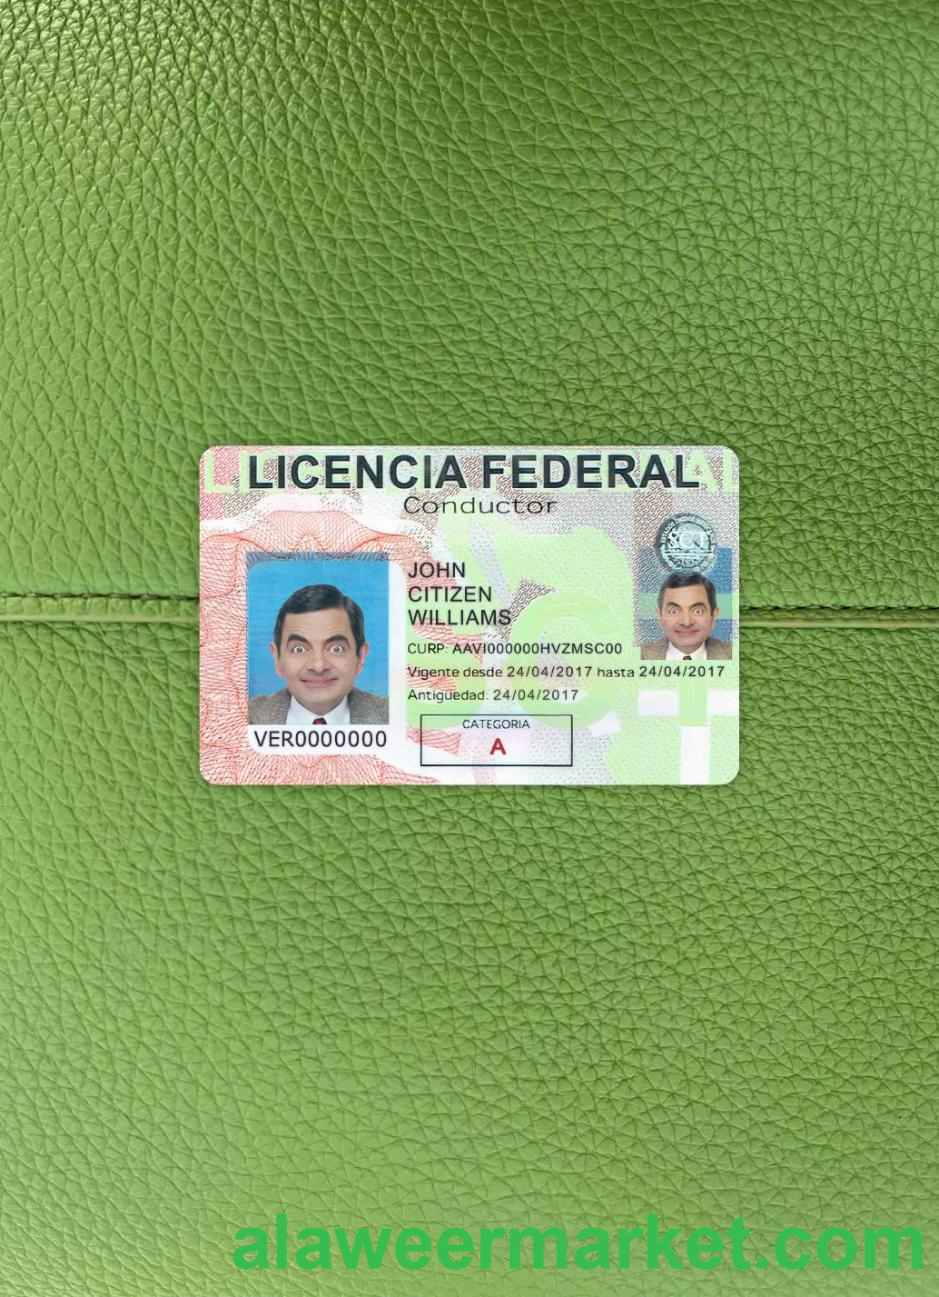 LICENCIA FEDERAL
Conductor
SCT
JOHN
CITIZEN
WILLIAMS
CURP: AAVI000000HVZMSC00
Vigente desde 24/04/2017 hasta 24/04/2017
Antigüedad: 24/04/2017
VER0000000
CATEGORIA
A
alaweermarket.com